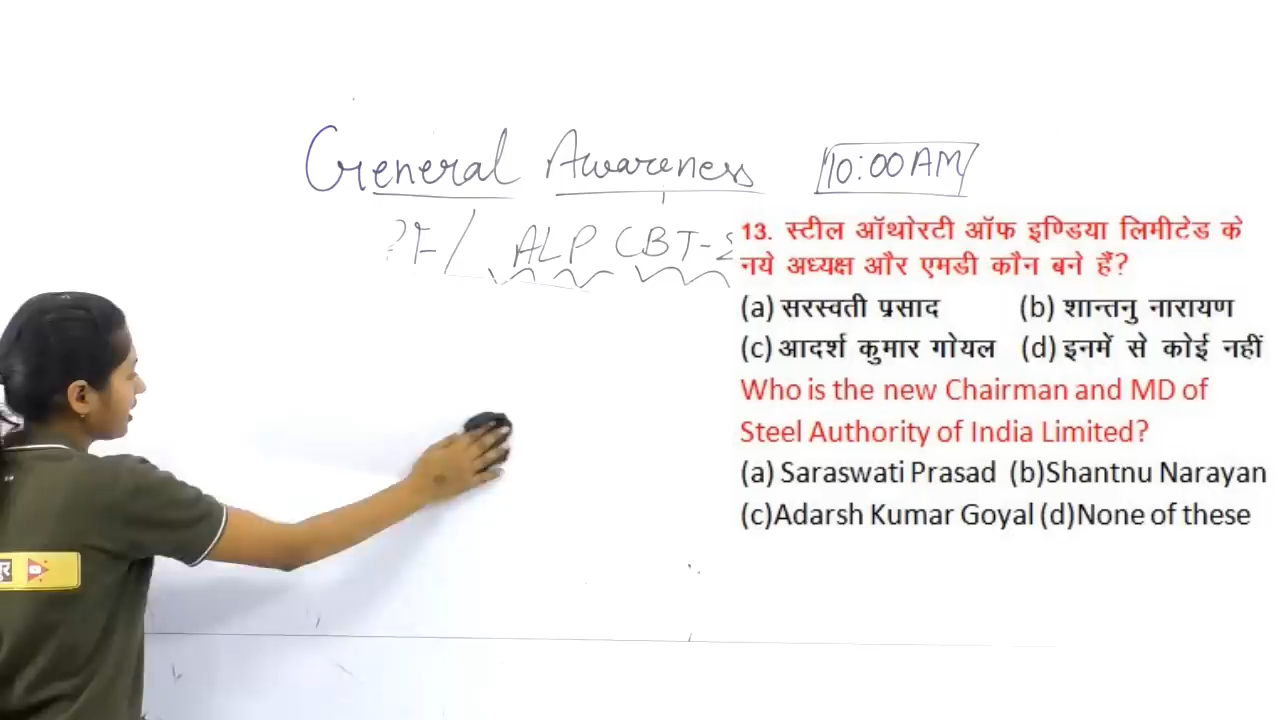 General Awareness 10:00AM
ALP CBT-
13. स्टील ऑथोरटी ऑफ इण्डिया लिमीटेड के
नये अध्यक्ष और एमडी कौन बने हैं?
(a) सरस्वती प्रसाद (b) शान्तनु नारायण
(c) आदर्श कुमार गोयल (d) इनमें से कोई नहीं
Who is the new Chairman and MD of
Steel Authority of India Limited?
(a) Saraswati Prasad (b)Shantnu Narayan
(c)Adarsh Kumar Goyal (d)None of these